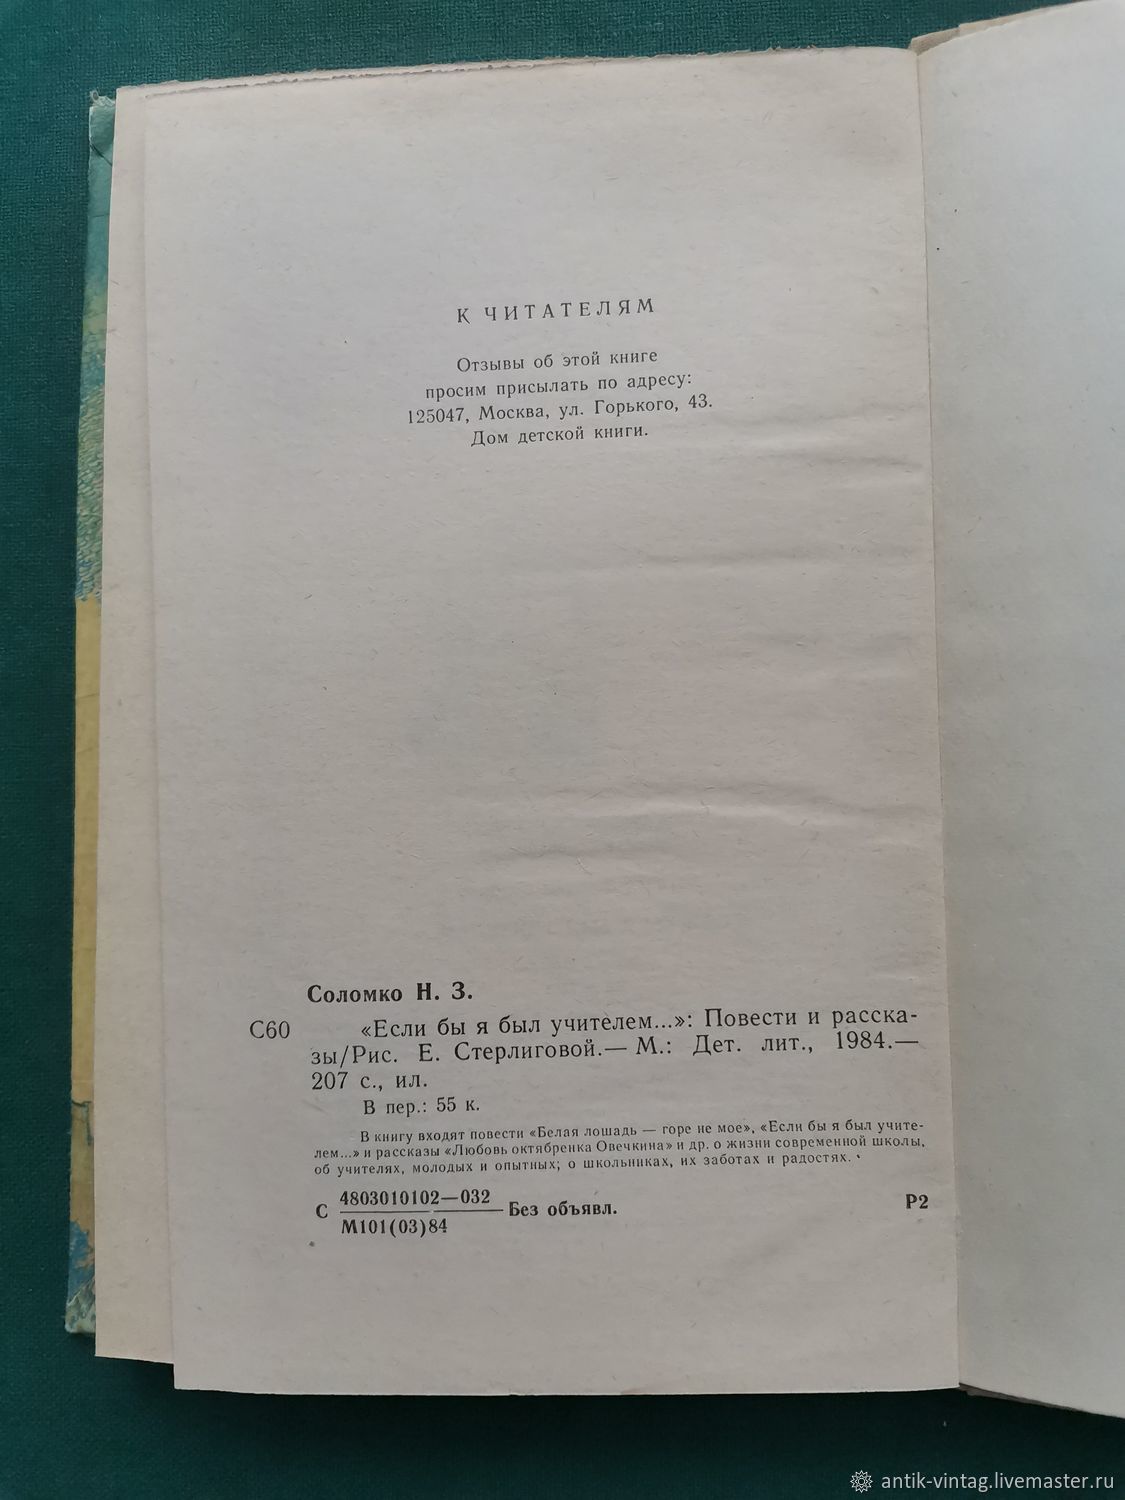 К ЧИТАТЕЛЯМ
Отзывы об этой книге
просим присылать по адресу:
125047, Москва, ул. Горького, 43.
Дом детской книги.
Соломко Н. З.
С60 «Если бы я был учителем...»: Повести и расска-
зы/Рис. Е. Стерлиговой.— М.: Дет. лит., 1984.—
207 с., ил.
В пер.: 55 к.
В книгу входят повести «Белая лошадь — горе не мое», «Если бы я был учите-
лем...» и рассказы «Любовь октябренка Овечкина» и др. о жизни современной школы,
об учителях, молодых и опытных; о школьниках, их заботах и радостях.
С 4803010102—032 Без объявл. Р2
М101(03)84
antik-vintag.livemaster.ru